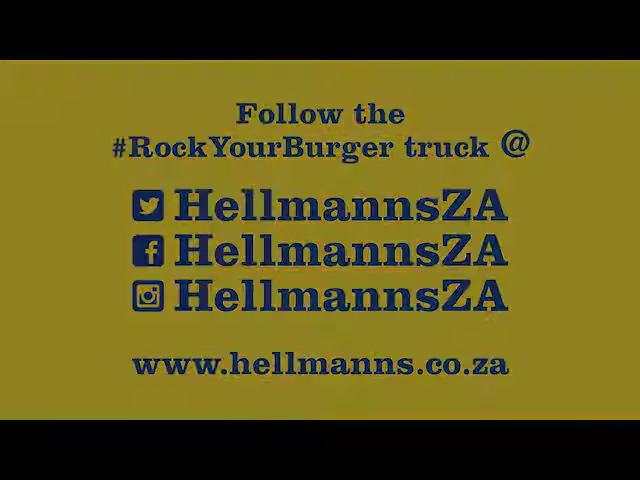 Follow the
#RockYourBurger truck @
HellmannsZA
HellmannsZA
HellmannsZA
www.hellmanns.co.za